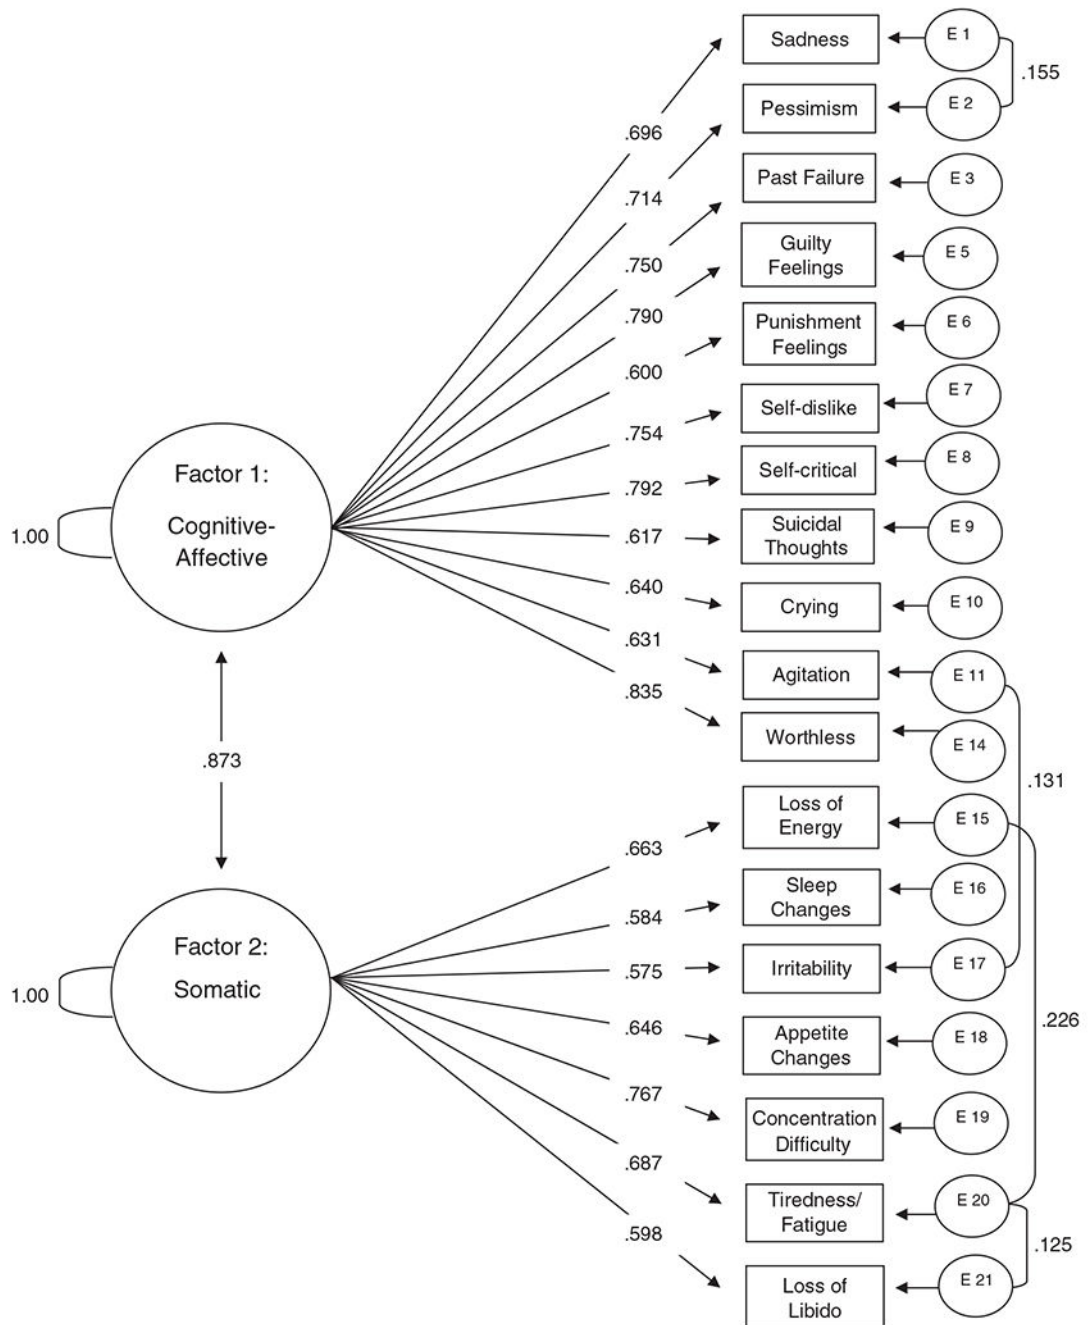 Sadness
E 1
.155
Pessimism
E 2
.696
Past Failure
E 3
.714
Guilty
Feelings
E 5
.750
.790
Punishment
Feelings
E 6
.600
Self-dislike
E 7
.754
Self-critical
E 8
.792
Suicidal
Thoughts
E 9
.617
Crying
E 10
.640
.631
Agitation
E 11
.835
Worthless
E 14
Factor 1:
Cognitive-
Affective
1.00
.873
.131
Loss of
Energy
E 15
.663
Sleep
Changes
E 16
.584
Irritability
E 17
.575
Factor 2:
Somatic
1.00
.226
Appetite
Changes
E 18
.646
Concentration
Difficulty
E 19
.767
Tiredness/
Fatigue
E 20
.687
.125
.598
Loss of
Libido
E 21